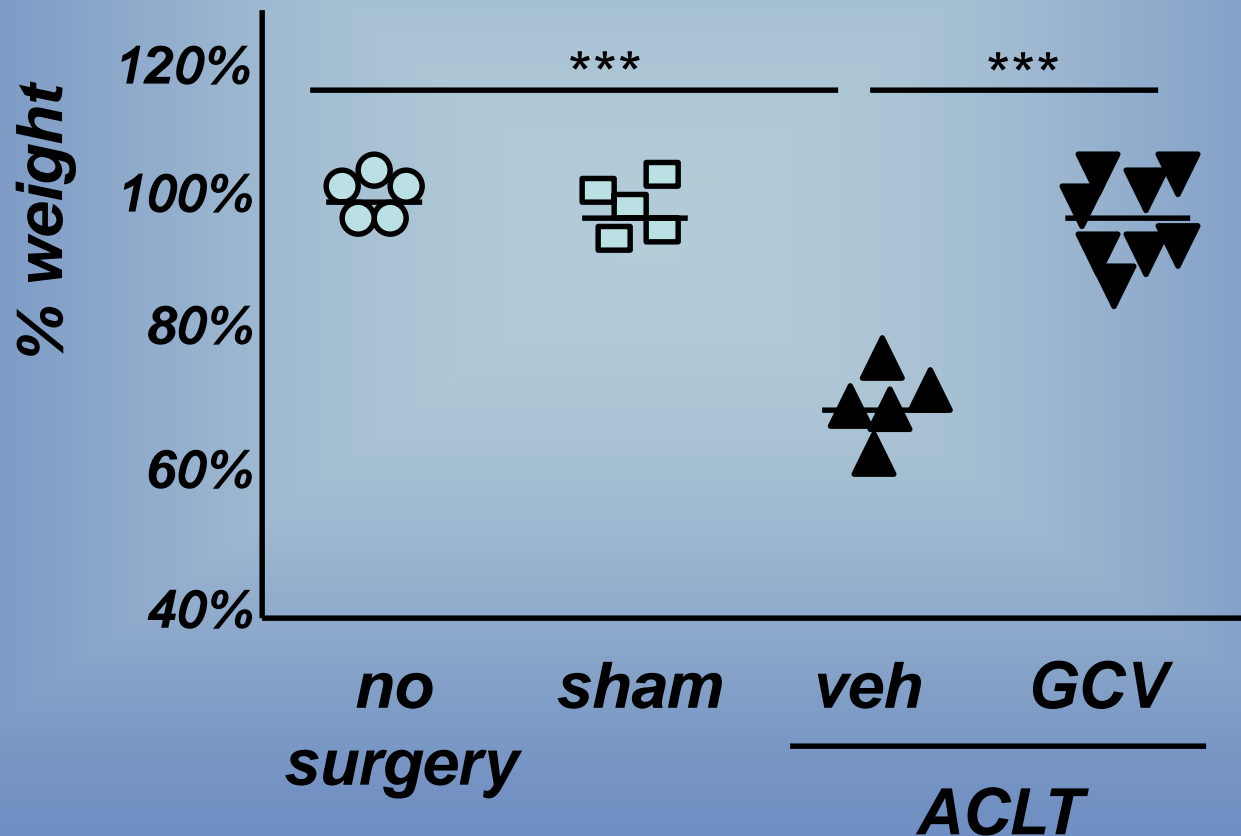 % weight
120%
100%
80%
60%
40%
***
***
no
surgery
sham
veh
GCV
ACLT